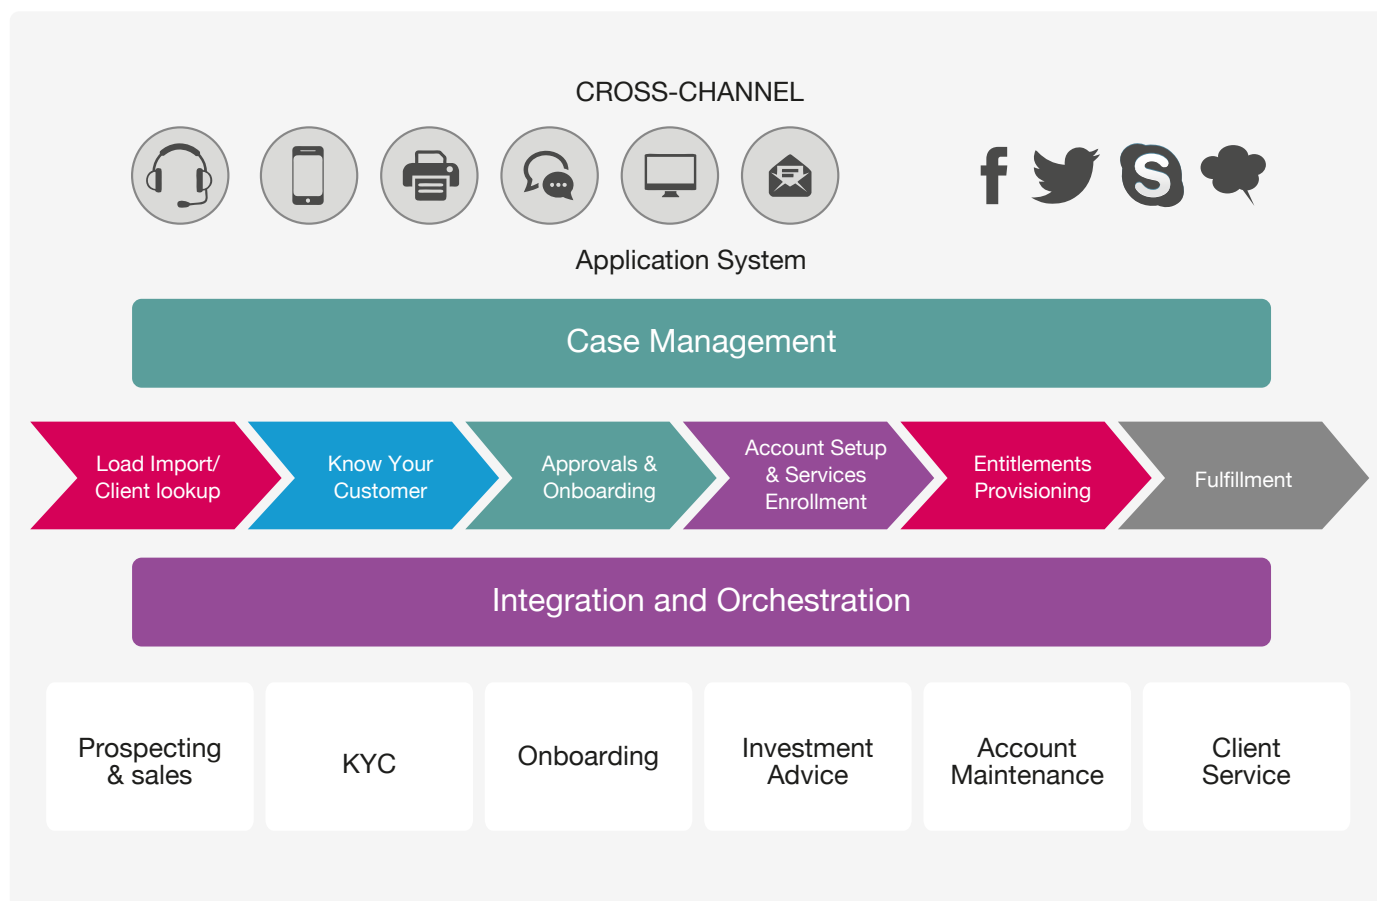 CROSS-CHANNEL
Application System
Case Management
Load Import/
Client lookup
Know Your
Customer
Approvals &
Onboarding
Account Setup
& Services
Enrollment
Entitlements
Provisioning
Fulfillment
Integration and Orchestration
Prospecting
& sales
KYC
Onboarding
Investment
Advice
Account
Maintenance
Client
Service